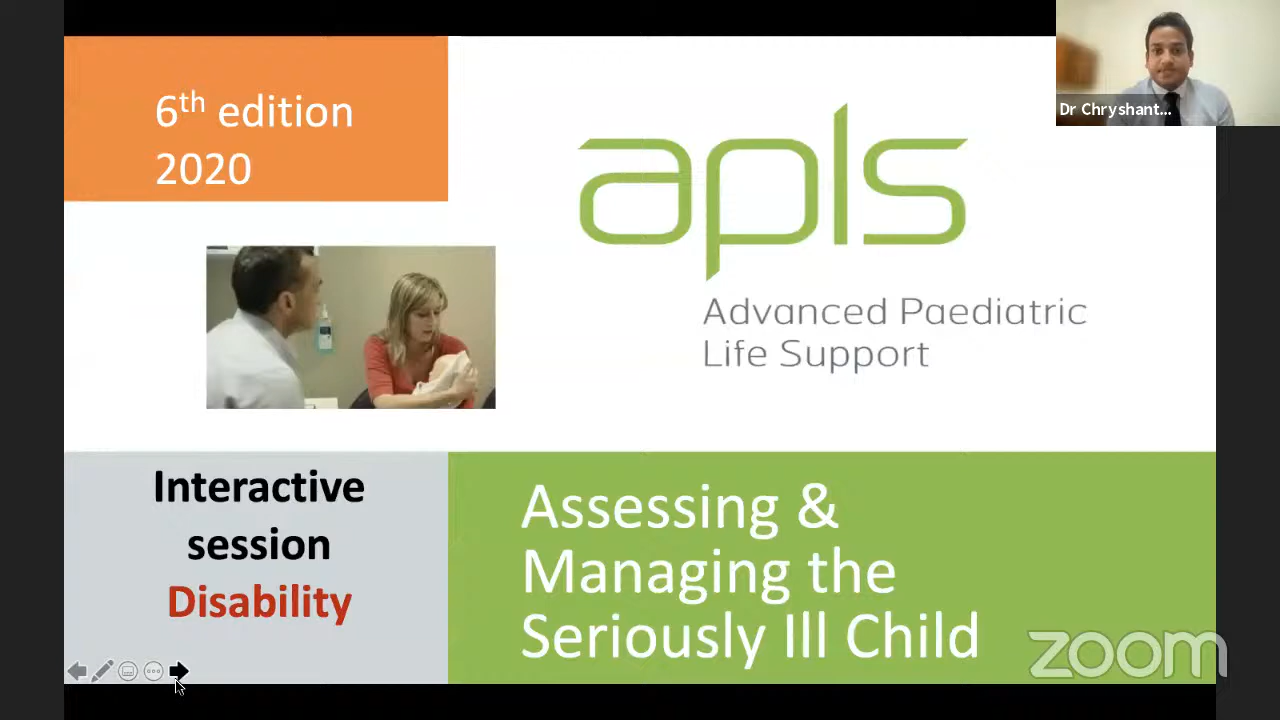 6th edition
2020
Dr Chryshant...
apls
Advanced Paediatric
Life Support
Interactive
session
Disability
Assessing &
Managing the
Seriously Ill Child
zoom